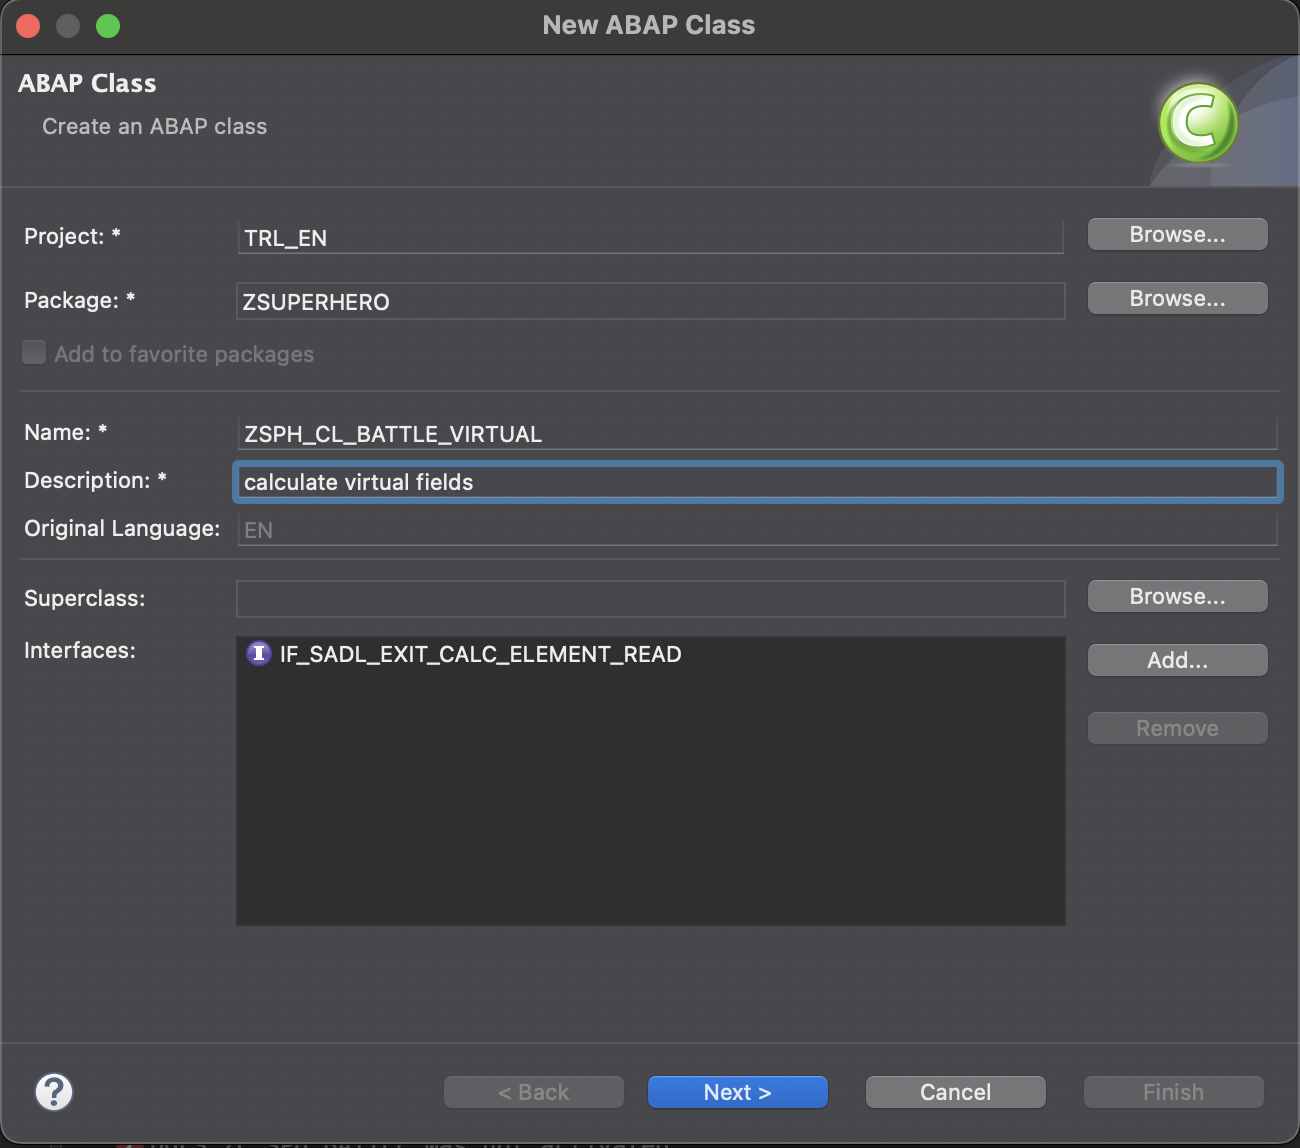 New ABAP Class
ABAP Class
Create an ABAP class
Project: * TRL_EN Browse...
Package: * ZSUPERHERO Browse...
Add to favorite packages
Name: * ZSPH_CL_BATTLE_VIRTUAL
Description: * calculate virtual fields
Original Language: EN
Superclass: Browse...
Interfaces: IF_SADL_EXIT_CALC_ELEMENT_READ Add...
Remove
? < Back Next > Cancel Finish